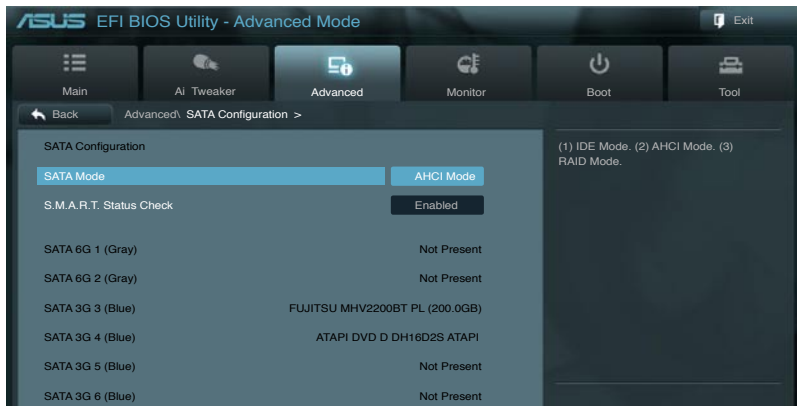 ASUS EFI BIOS Utility - Advanced Mode
Exit
Main
Ai Tweaker
Advanced
Monitor
Boot
Tool
Back
Advanced\ SATA Configuration >
SATA Configuration
SATA Mode AHCI Mode
S.M.A.R.T. Status Check Enabled
SATA 6G 1 (Gray) Not Present
SATA 6G 2 (Gray) Not Present
SATA 3G 3 (Blue) FUJITSU MHV2200BT PL (200.0GB)
SATA 3G 4 (Blue) ATAPI DVD D DH16D2S ATAPI
SATA 3G 5 (Blue) Not Present
SATA 3G 6 (Blue) Not Present
(1) IDE Mode. (2) AHCI Mode. (3)
RAID Mode.